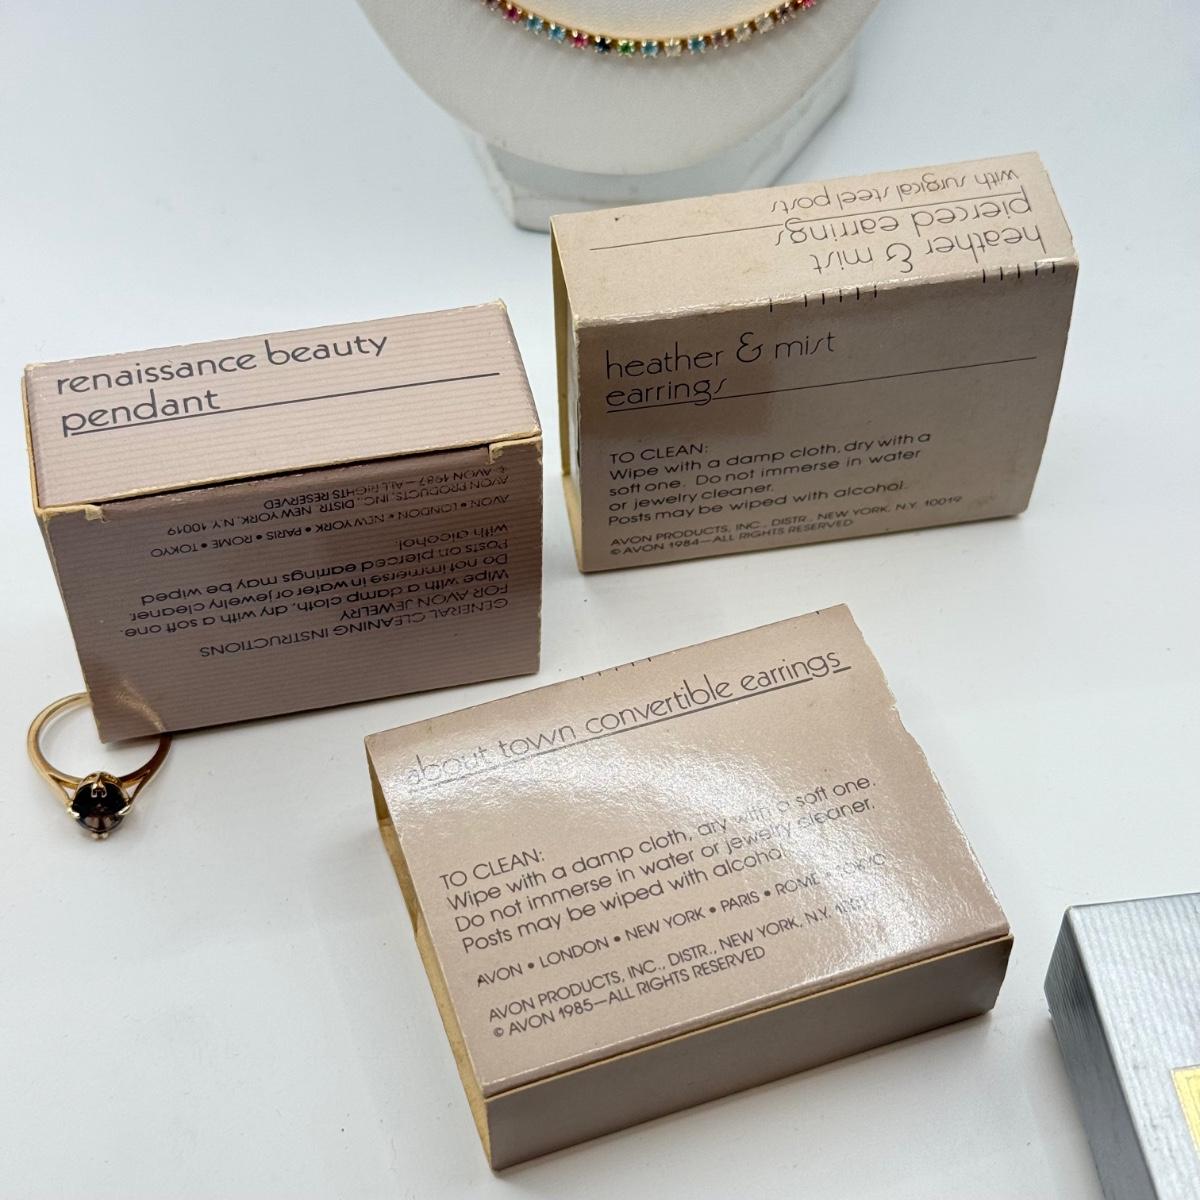 with surgical steel posts
pierced earrings
heather & mist
heather & mist
earrings
TO CLEAN:
Wipe with a damp cloth, dry with a
soft one. Do not immerse in water
or jewelry cleaner.
Posts may be wiped with alcohol.
AVON PRODUCTS, INC., DISTR., NEW YORK, N.Y. 10019
© AVON 1984—ALL RIGHTS RESERVED
renaissance beauty
pendant
GENERAL CLEANING INSTRUCTIONS
FOR AVON JEWELRY
Wipe with a damp cloth, dry with a soft one.
Do not immerse in water or jewelry cleaner.
Posts on pierced earrings may be wiped
with alcohol.
AVON • LONDON • NEW YORK • PARIS • ROME • TOKYO
AVON PRODUCTS, INC., DISTR. NEW YORK, N.Y. 10019
© AVON 1987—ALL RIGHTS RESERVED
about town convertible earrings
TO CLEAN:
Wipe with a damp cloth, dry with a soft one.
Do not immerse in water or jewelry cleaner.
Posts may be wiped with alcohol
AVON • LONDON • NEW YORK • PARIS • ROME • TOKYO
AVON PRODUCTS, INC., DISTR., NEW YORK, N.Y.
© AVON 1985—ALL RIGHTS RESERVED